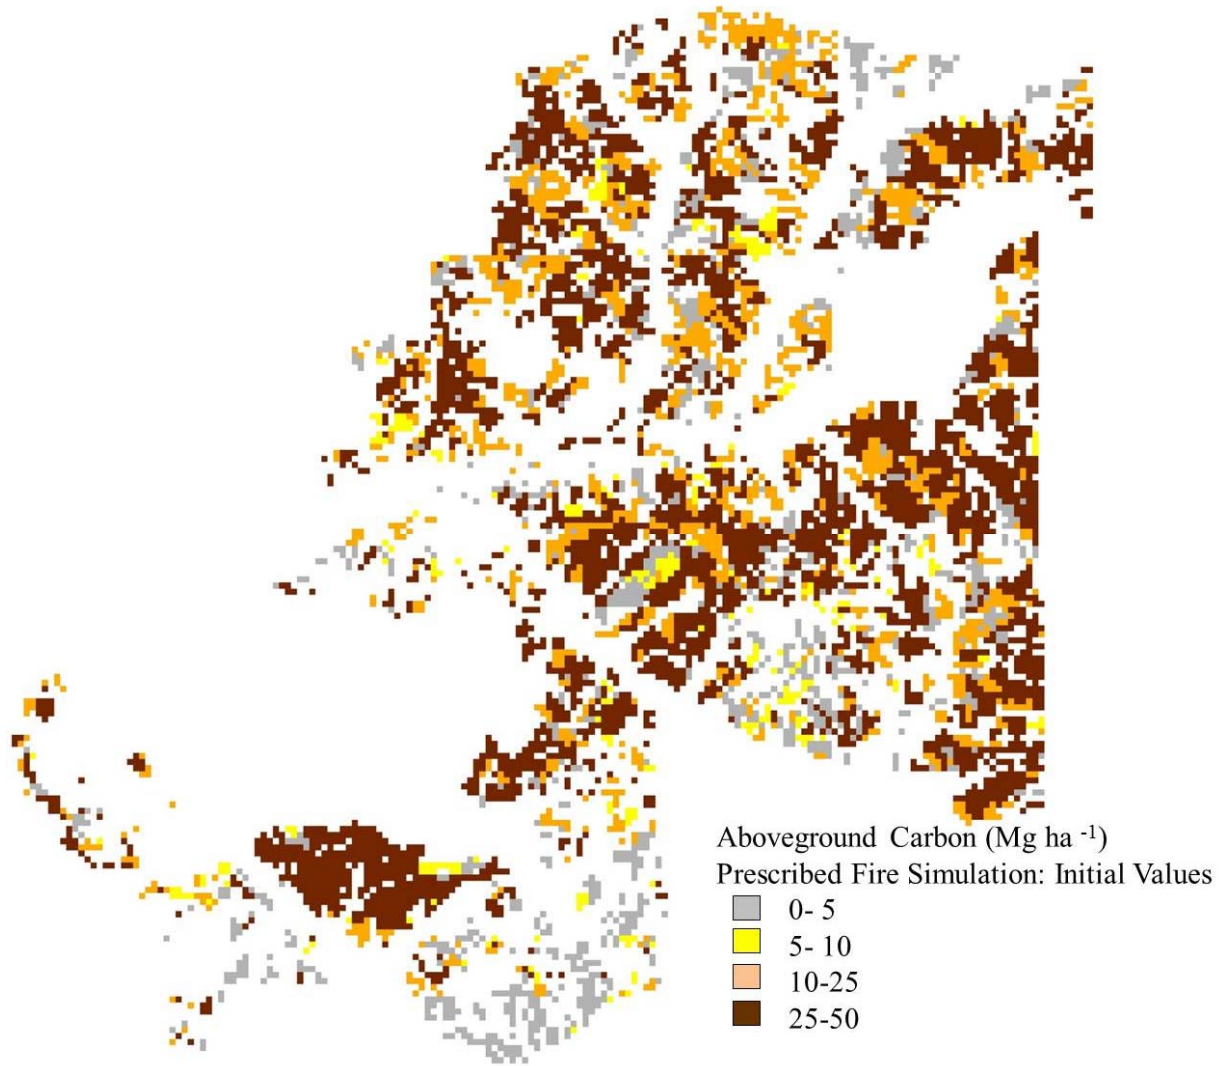 Aboveground Carbon (Mg ha -1)
Prescribed Fire Simulation: Initial Values
0- 5
5- 10
10-25
25-50